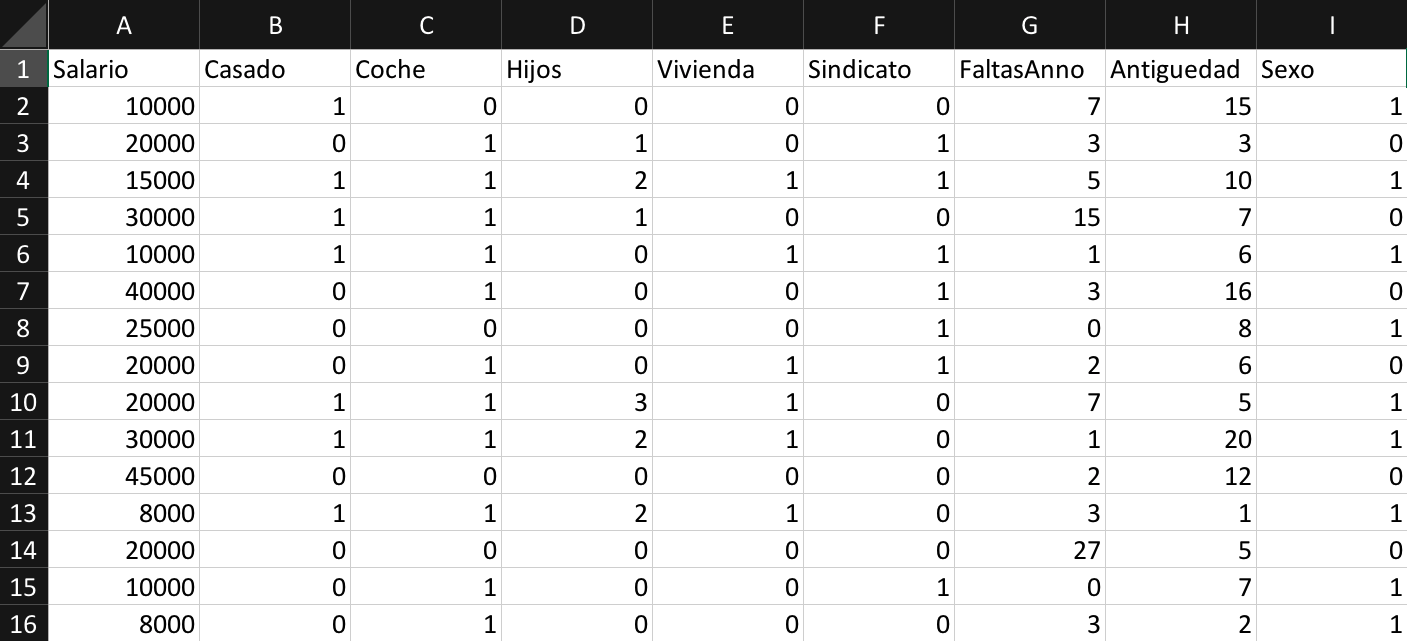 A B C D E F G H I
1 Salario Casado Coche Hijos Vivienda Sindicato FaltasAnno Antiguedad Sexo
2 10000 1 0 0 0 0 7 15 1
3 20000 0 1 1 0 1 3 3 0
4 15000 1 1 2 1 1 5 10 1
5 30000 1 1 1 0 0 15 7 0
6 10000 1 1 0 1 1 1 6 1
7 40000 0 1 0 0 1 3 16 0
8 25000 0 0 0 0 1 0 8 1
9 20000 0 1 0 1 1 2 6 0
10 20000 1 1 3 1 0 7 5 1
11 30000 1 1 2 1 0 1 20 1
12 45000 0 0 0 0 0 2 12 0
13 8000 1 1 2 1 0 3 1 1
14 20000 0 0 0 0 0 27 5 0
15 10000 0 1 0 0 1 0 7 1
16 8000 0 1 0 0 0 3 2 1